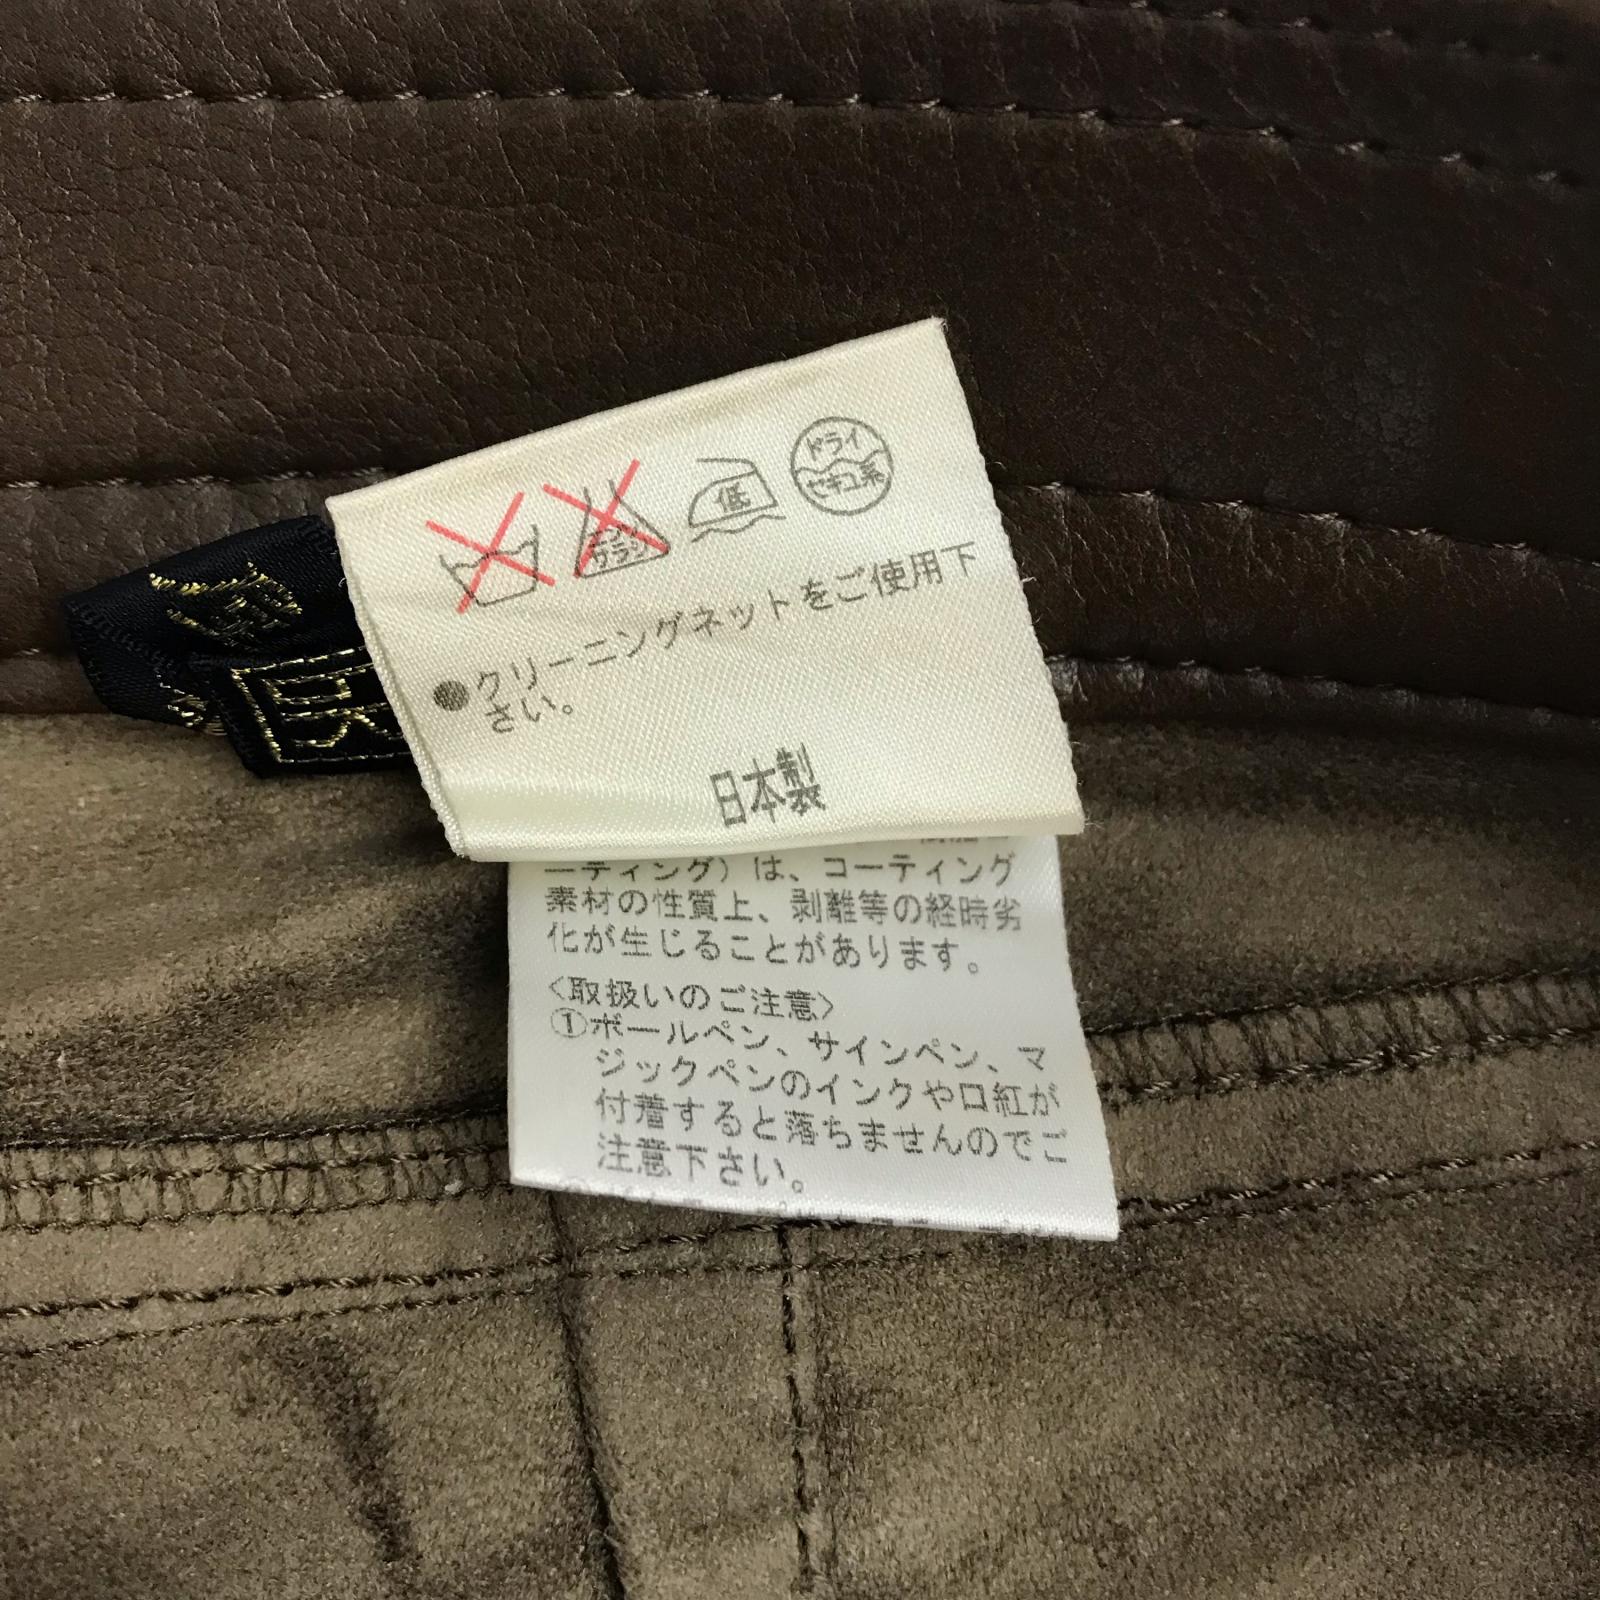 ドライ
セキユ系
低
●クリーニングネットをご使用下
さい。
日本製
ーティング)は、コーティング
素材の性質上、剥離等の経時劣
化が生じることがあります。
<取扱いのご注意>
①ボールペン、サインペン、マ
ジックペンのインクや口紅が
付着すると落ちませんのでご
注意下さい。